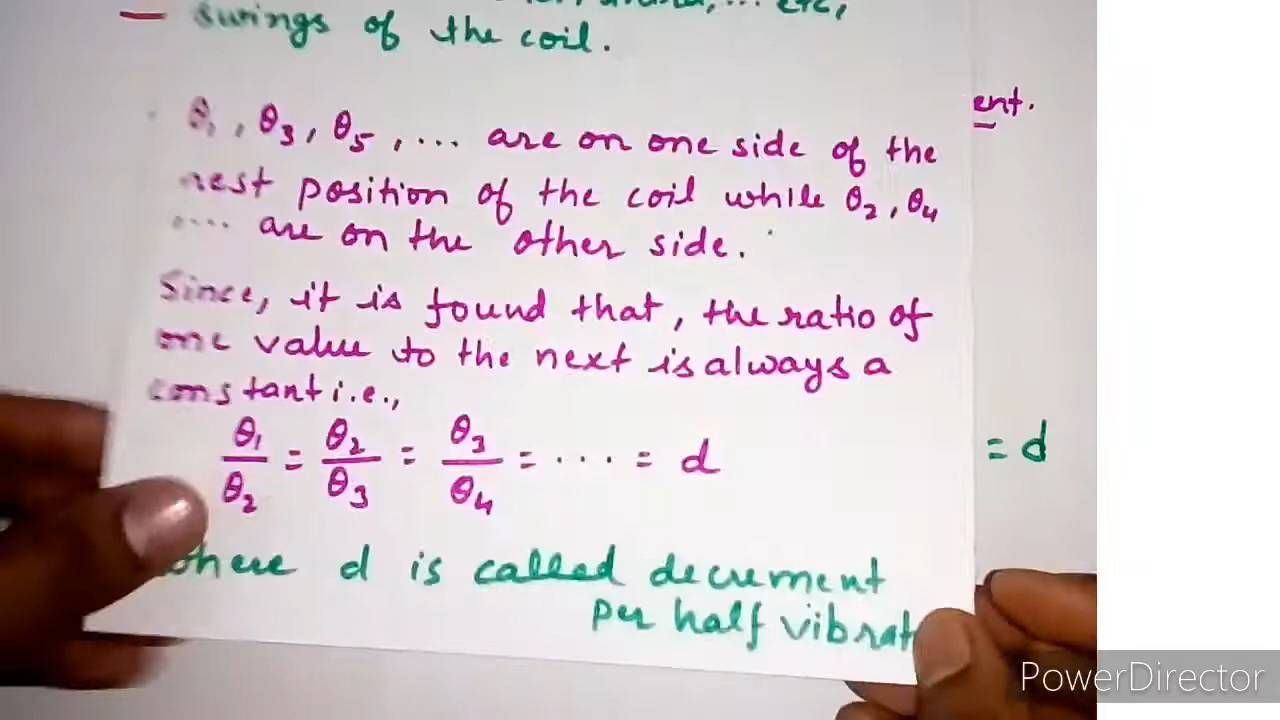 ... etc,
— swings of the coil.
θ1, θ3, θ5, .... are on one side of the
rest position of the coil while θ2, θ4
.... are on the other side.
Since, it is found that, the ratio of
one value to the next is always a
constant i.e.,
θ1/θ2 = θ2/θ3 = θ3/θ4 = .... = d
where d is called decrement
per half vibrat
ent.
= d
PowerDirector